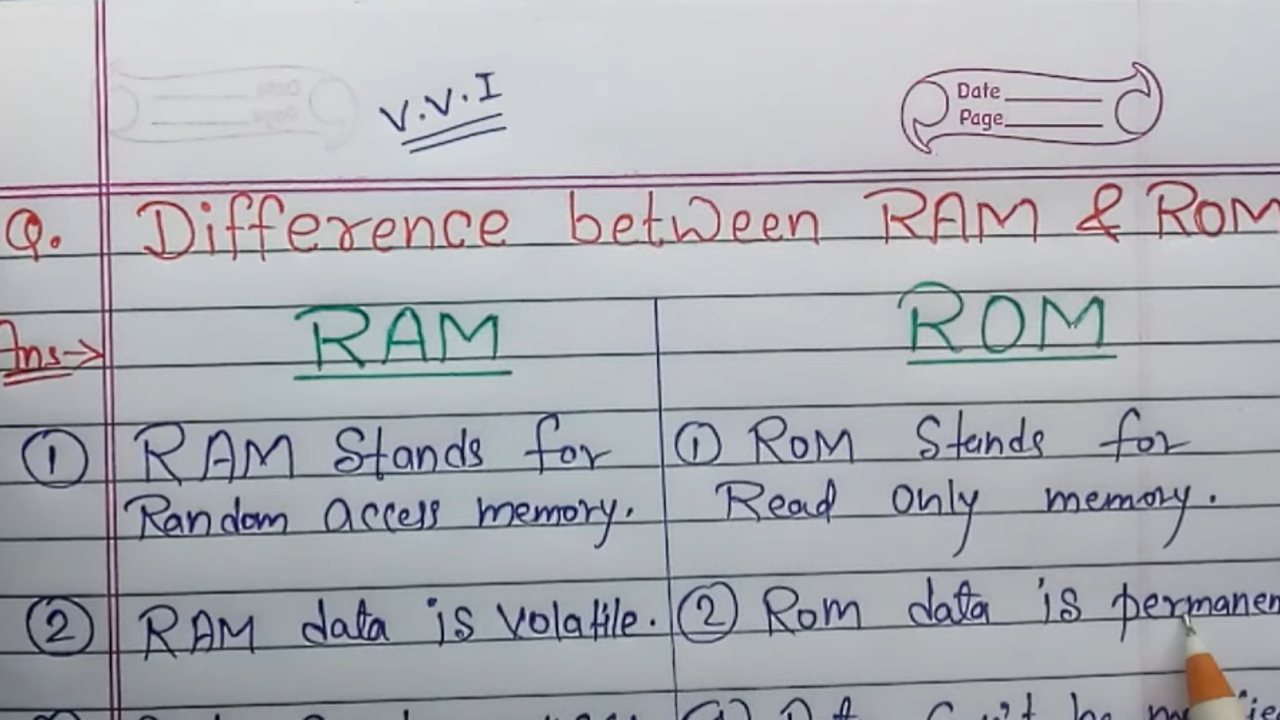 V.V.I
Date
Page
Q. Difference between RAM & ROM
Ans→ RAM ROM
① RAM Stands for ① ROM Stands for
Random access memory. Read only memory.
② RAM data is volatile. ② Rom data is permanen